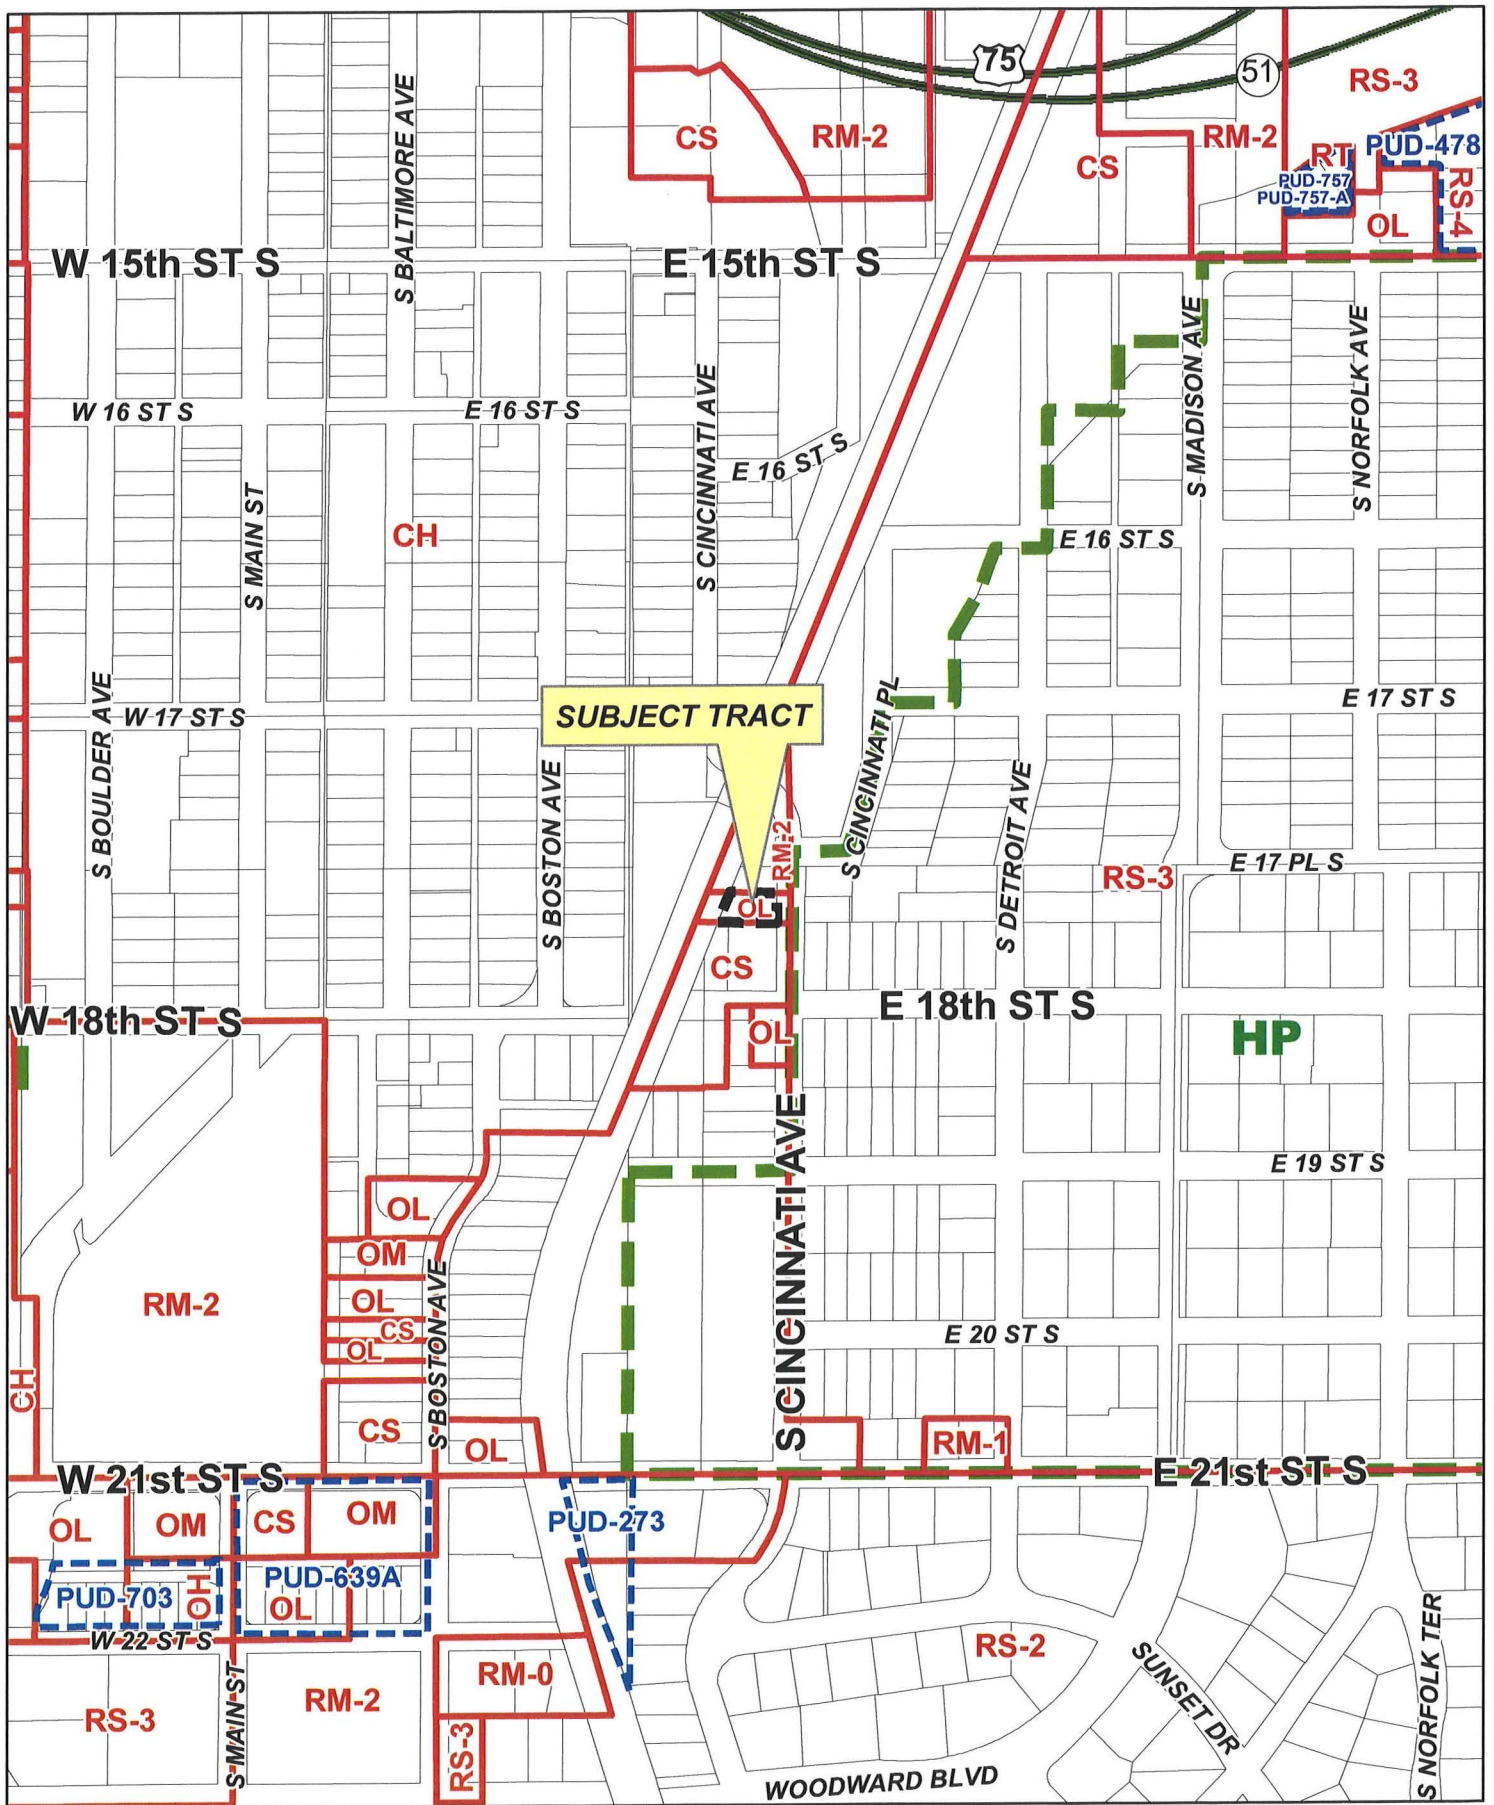 75
51
RS-3
CS
RM-2
CS
RM-2
RT
PUD-478
PUD-757
PUD-757-A
RS-4
OL
S BALTIMORE AVE
W 15th ST S
E 15th ST S
S MADISON AVE
S NORFOLK AVE
W 16 ST S
E 16 ST S
S CINCINNATI AVE
E 16 ST S
S MAIN ST
CH
E 16 ST S
S BOULDER AVE
W 17 ST S
SUBJECT TRACT
S CINCINNATI PL
E 17 ST S
S BOSTON AVE
S DETROIT AVE
RM-2
RS-3
E 17 PL S
OL
CS
W 18th ST S
E 18th ST S
OL
HP
S CINCINNATI AVE
E 19 ST S
OL
OM
RM-2
OL
CS
OL
S BOSTON AVE
E 20 ST S
CH
CS
OL
RM-1
W 21st ST S
E 21st ST S
OL
OM
CS
OM
PUD-273
PUD-703
OH
PUD-639A
OL
W 22 ST S
RS-2
SUNSET DR
S NORFOLK TER
RM-0
RS-3
S MAIN ST
RM-2
RS-3
WOODWARD BLVD